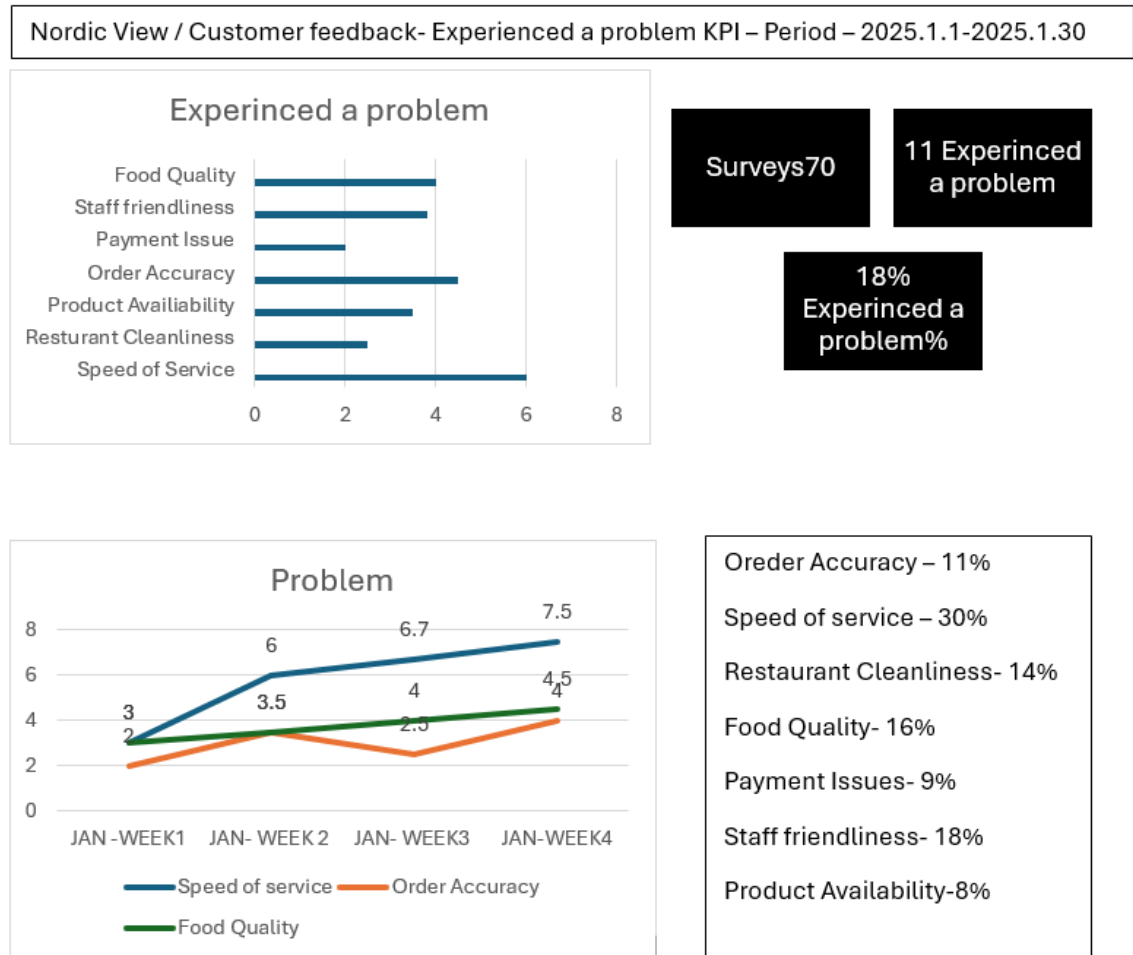 Nordic View / Customer feedback- Experienced a problem KPI – Period – 2025.1.1-2025.1.30
Experinced a problem
Food Quality
Staff friendliness
Payment Issue
Order Accuracy
Product Availiability
Resturant Cleanliness
Speed of Service
0 2 4 6 8
Surveys70
11 Experinced
a problem
18%
Experinced a
problem%
Problem
8
6
4
2
0
3 6 6.7 7.5
2 3.5 2.5 4
3 3.5 4 4.5
JAN -WEEK1 JAN- WEEK 2 JAN- WEEK3 JAN-WEEK4
Speed of service Order Accuracy
Food Quality
Oreder Accuracy – 11%
Speed of service – 30%
Restaurant Cleanliness- 14%
Food Quality- 16%
Payment Issues- 9%
Staff friendliness- 18%
Product Availability-8%